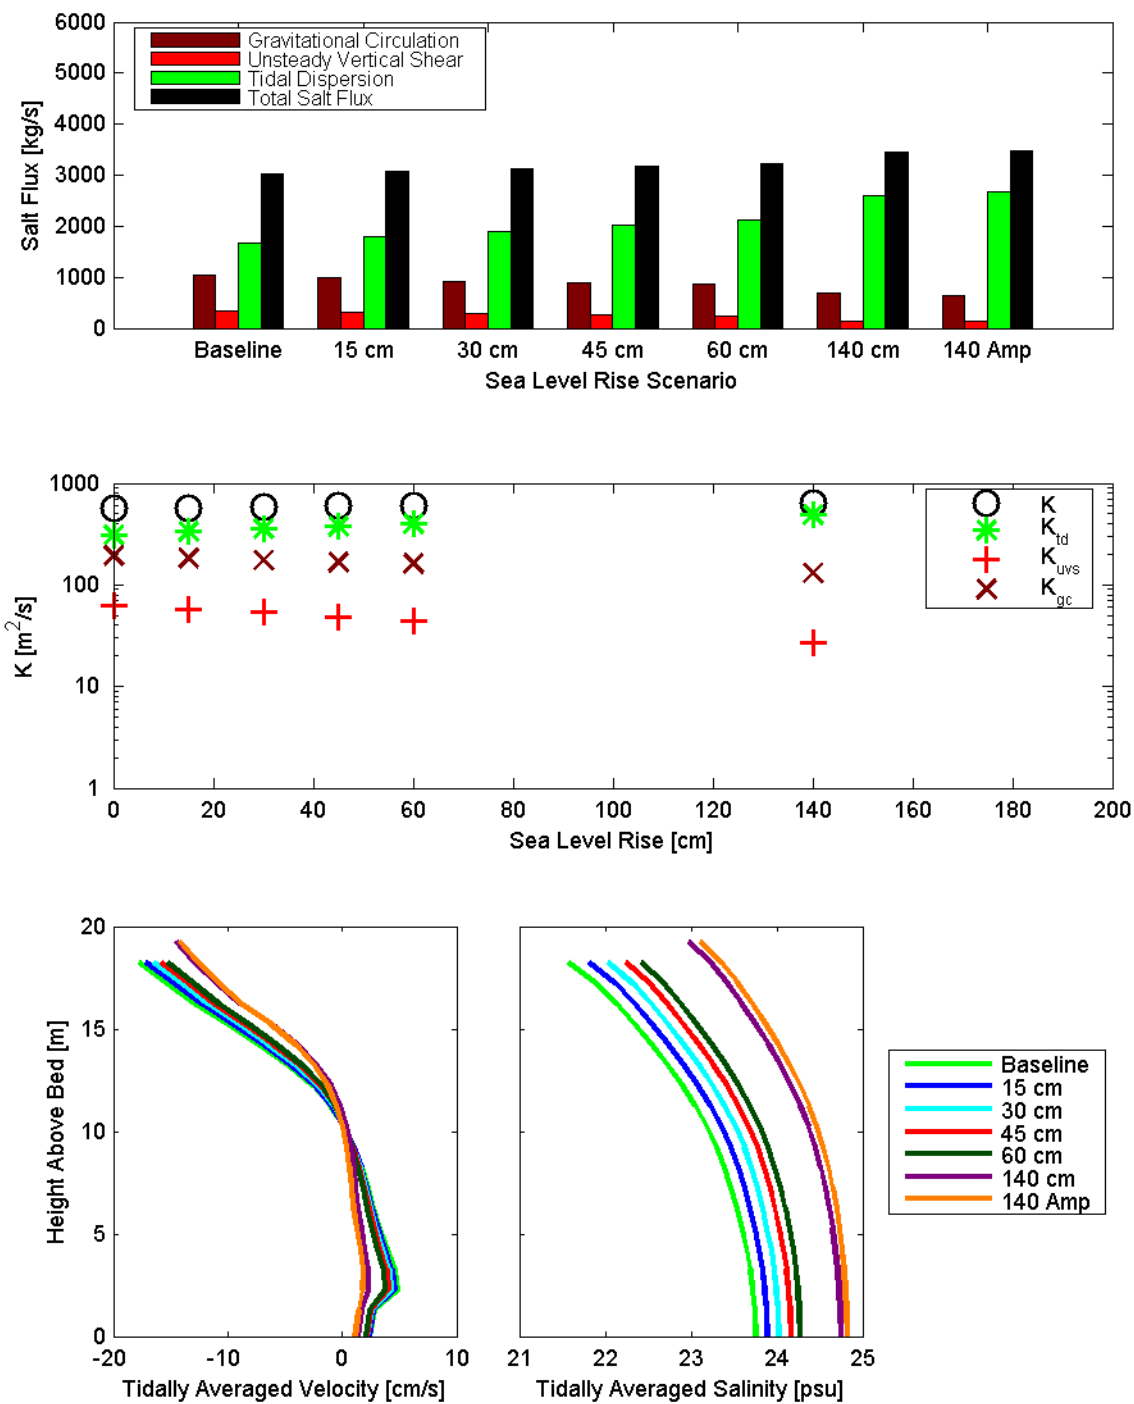 6000
5000
4000
3000
2000
1000
0
Salt Flux [kg/s]
Gravitational Circulation
Unsteady Vertical Shear
Tidal Dispersion
Total Salt Flux
Baseline 15 cm 30 cm 45 cm 60 cm 140 cm 140 Amp
Sea Level Rise Scenario
1000
100
10
1
K [m²/s]
K
K_td
K_uvs
K_gc
0 20 40 60 80 100 120 140 160 180 200
Sea Level Rise [cm]
20
15
10
5
0
Height Above Bed [m]
-20 -10 0 10
Tidally Averaged Velocity [cm/s]
21 22 23 24 25
Tidally Averaged Salinity [psu]
Baseline
15 cm
30 cm
45 cm
60 cm
140 cm
140 Amp